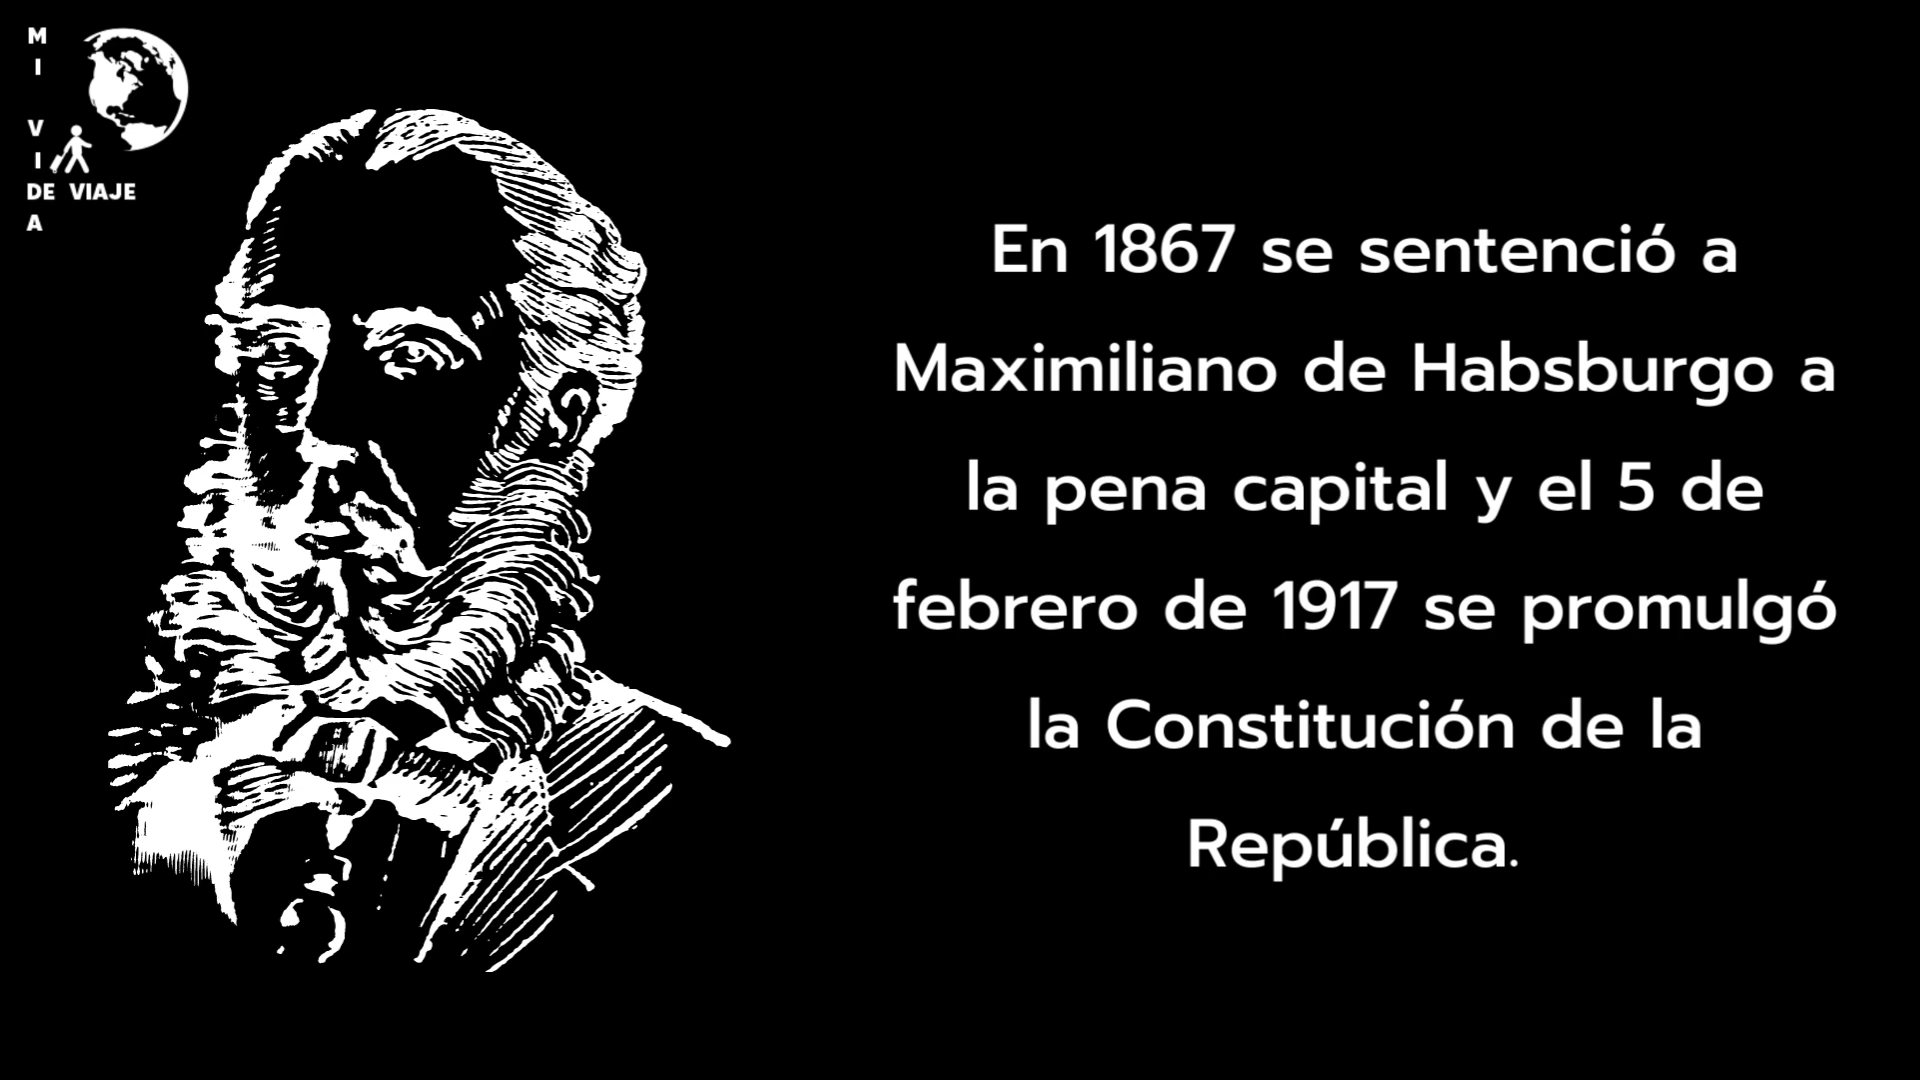 MI VIDA
DE VIAJE
En 1867 se sentenció a
Maximiliano de Habsburgo a
la pena capital y el 5 de
febrero de 1917 se promulgó
la Constitución de la
República.